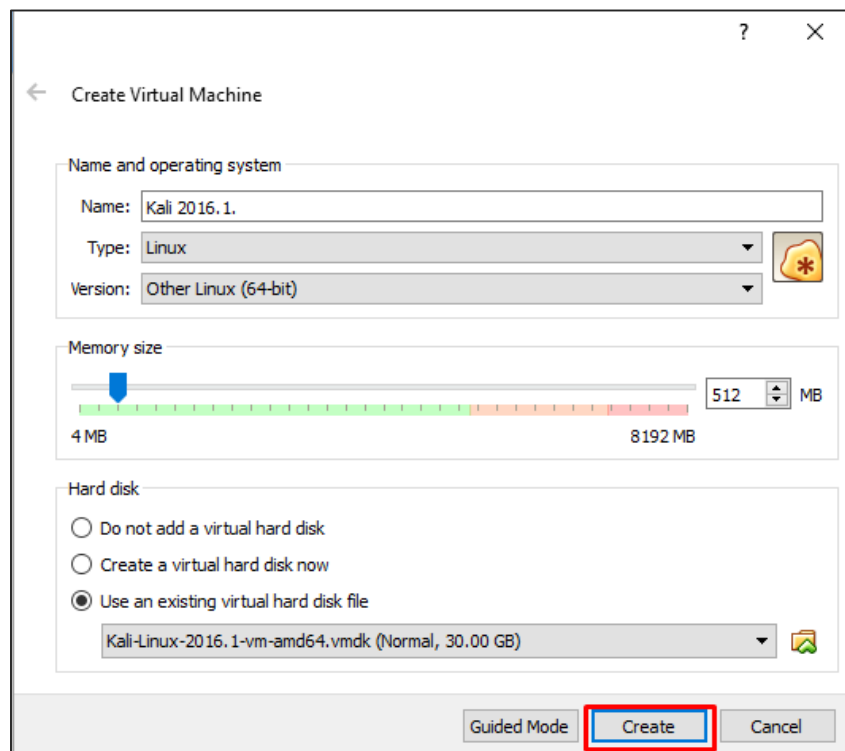 ?
Create Virtual Machine
Name and operating system
Name: Kali 2016.1.
Type: Linux
Version: Other Linux (64-bit)
Memory size
512 MB
4 MB 8192 MB
Hard disk
Do not add a virtual hard disk
Create a virtual hard disk now
Use an existing virtual hard disk file
Kali-Linux-2016.1-vm-amd64.vmdk (Normal, 30.00 GB)
Guided Mode Create Cancel